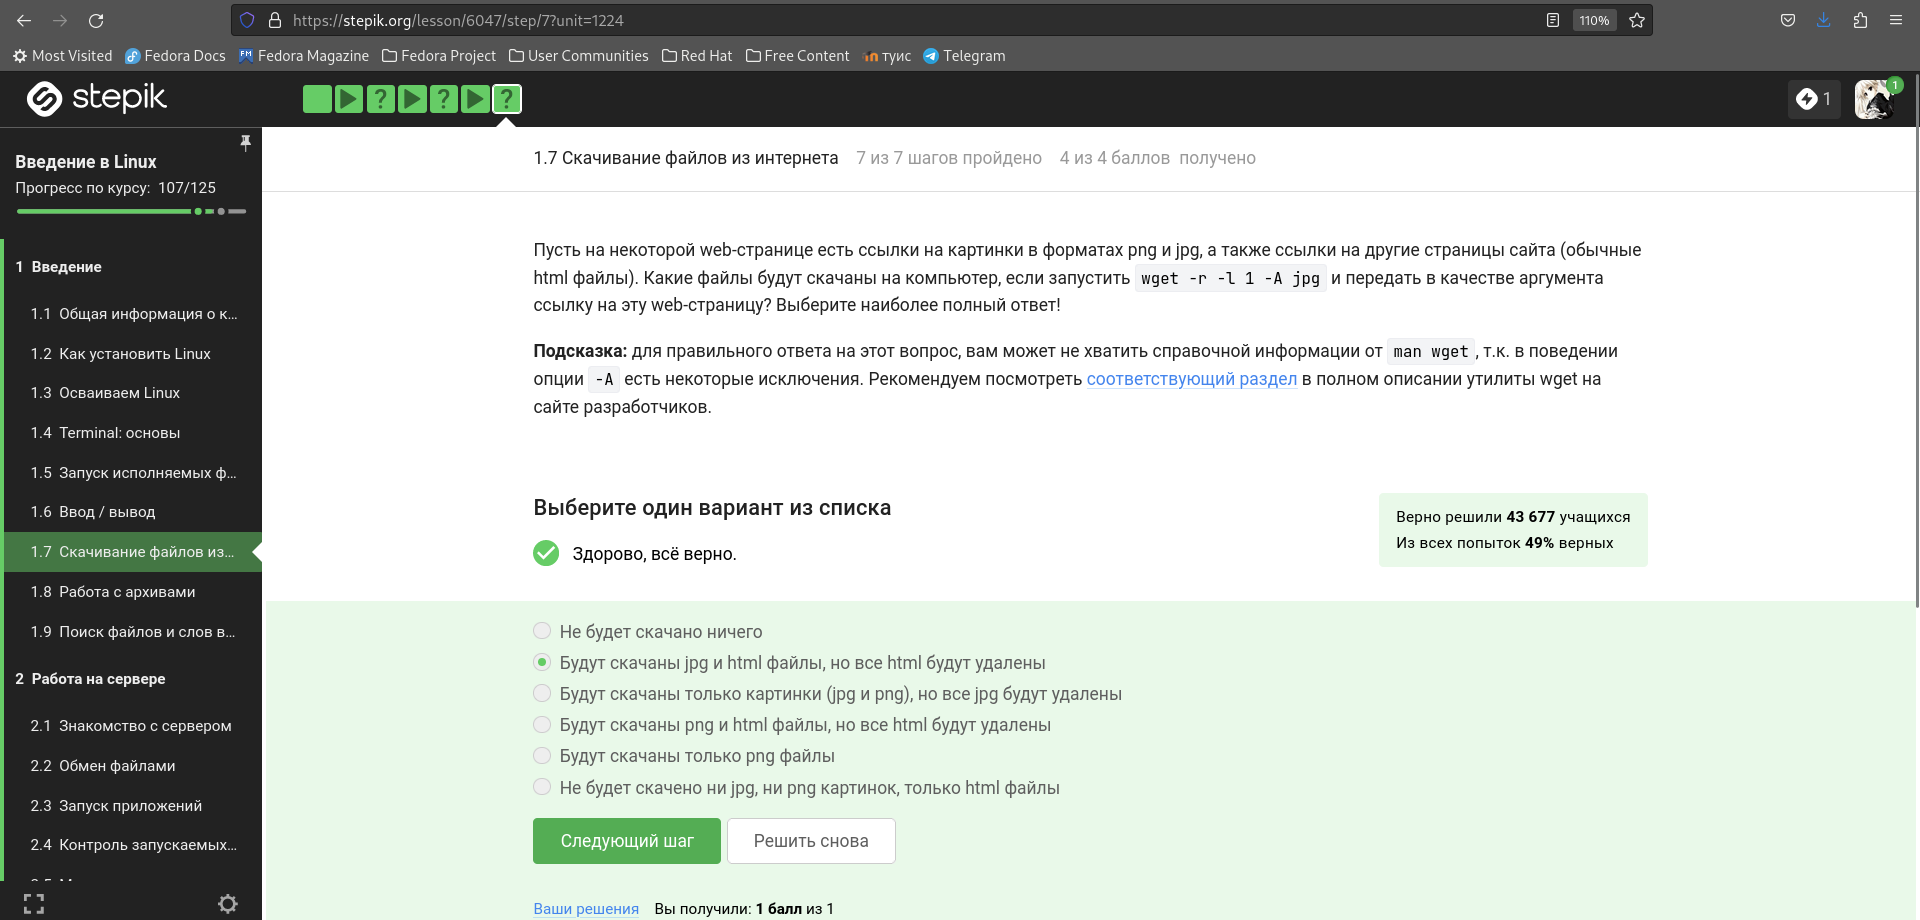 https://stepik.org/lesson/6047/step/7?unit=1224
110%
Most Visited
Fedora Docs
Fedora Magazine
Fedora Project
User Communities
Red Hat
Free Content
туис
Telegram
stepik
1
1
Введение в Linux
Прогресс по курсу: 107/125
1 Введение
1.1 Общая информация о к...
1.2 Как установить Linux
1.3 Осваиваем Linux
1.4 Terminal: основы
1.5 Запуск исполняемых ф...
1.6 Ввод / вывод
1.7 Скачивание файлов из...
1.8 Работа с архивами
1.9 Поиск файлов и слов в...
2 Работа на сервере
2.1 Знакомство с сервером
2.2 Обмен файлами
2.3 Запуск приложений
2.4 Контроль запускаемых...
1.7 Скачивание файлов из интернета 7 из 7 шагов пройдено 4 из 4 баллов получено
Пусть на некоторой web-странице есть ссылки на картинки в форматах png и jpg, а также ссылки на другие страницы сайта (обычные
html файлы). Какие файлы будут скачаны на компьютер, если запустить wget -r -l 1 -A jpg и передать в качестве аргумента
ссылку на эту web-страницу? Выберите наиболее полный ответ!
Подсказка: для правильного ответа на этот вопрос, вам может не хватить справочной информации от man wget, т.к. в поведении
опции -A есть некоторые исключения. Рекомендуем посмотреть соответствующий раздел в полном описании утилиты wget на
сайте разработчиков.
Выберите один вариант из списка
Здорово, всё верно.
Верно решили 43 677 учащихся
Из всех попыток 49% верных
Не будет скачано ничего
Будут скачаны jpg и html файлы, но все html будут удалены
Будут скачаны только картинки (jpg и png), но все jpg будут удалены
Будут скачаны png и html файлы, но все html будут удалены
Будут скачаны только png файлы
Не будет скачено ни jpg, ни png картинок, только html файлы
Следующий шаг
Решить снова
Ваши решения Вы получили: 1 балл из 1